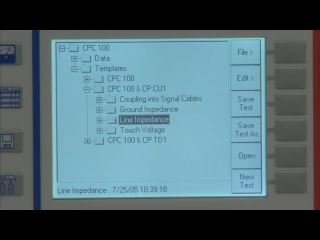 CPC 100
Data
Templates
CPC 100
CPC 100 & CP CU1
Coupling into Signal Cables
Ground Impedance
Line Impedance
Touch Voltage
CPC 100 & CP TD1
File >
Edit >
Save
Test
Save
Test As
Open
New
Test
Line Impedance : 7/25/05 10:39:18